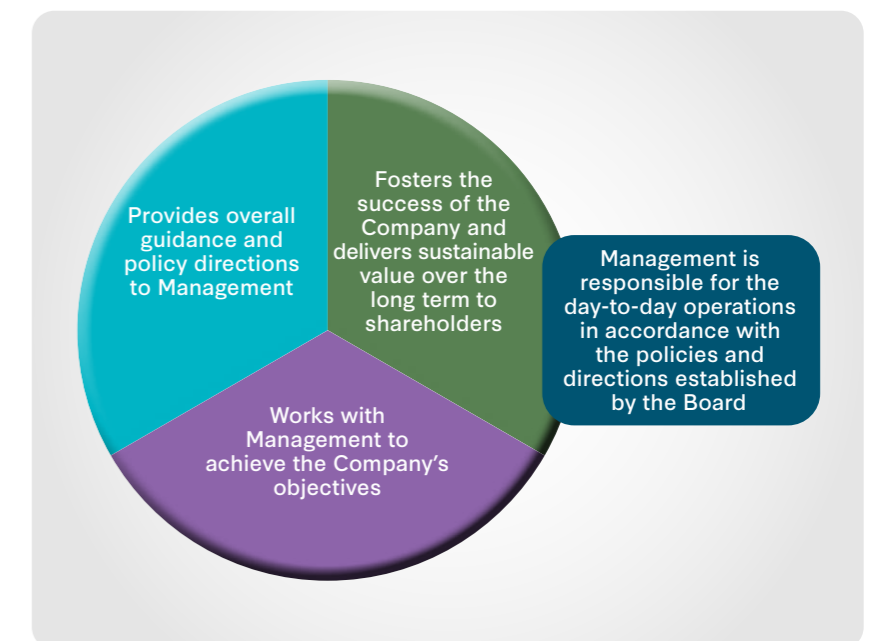 Provides overall
guidance and
policy directions
to Management
Fosters the
success of the
Company and
delivers sustainable
value over the
long term to
shareholders
Management is
responsible for the
day-to-day operations
in accordance with
the policies and
directions established
by the Board
Works with
Management to
achieve the Company’s
objectives